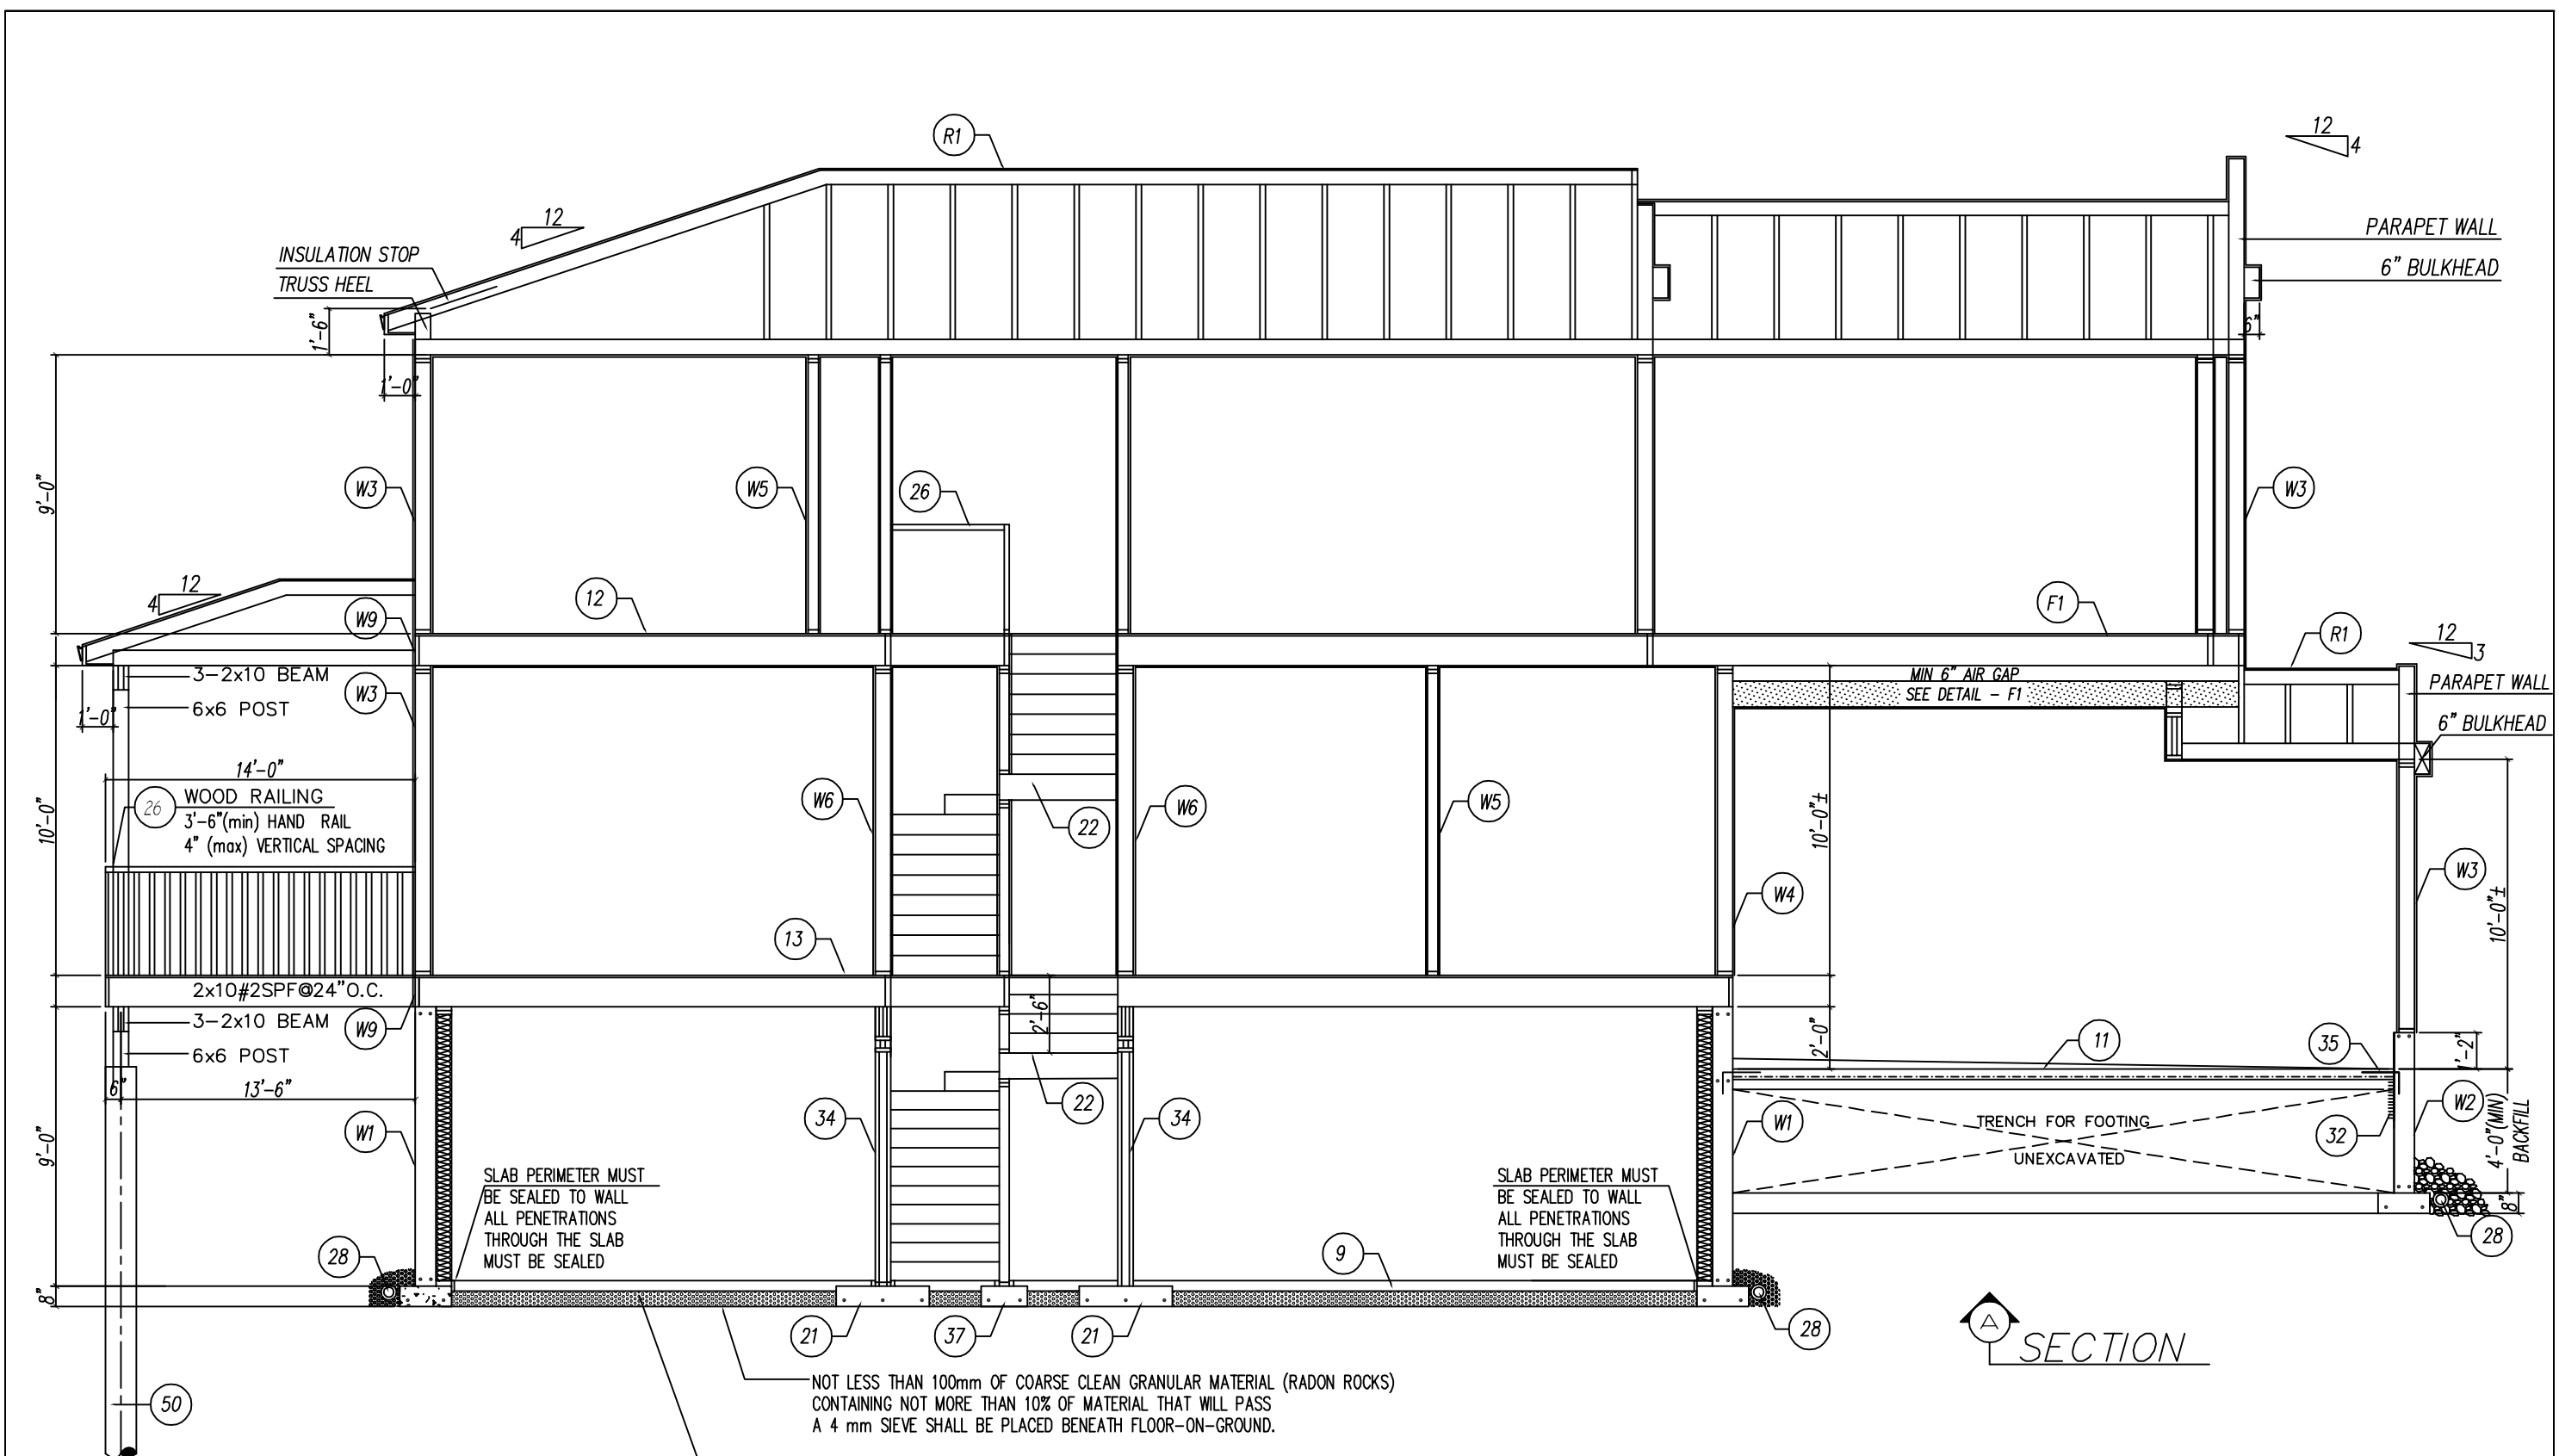 R1
12
4
12
4
INSULATION STOP
TRUSS HEEL
PARAPET WALL
6" BULKHEAD
1'-6"
6"
1'-0"
9'-0"
W3
W5
26
W3
12
4
W9
12
F1
R1
12
3
3-2x10 BEAM
6x6 POST
W3
1'-0"
MIN 6" AIR GAP
SEE DETAIL - F1
PARAPET WALL
6" BULKHEAD
14'-0"
26
WOOD RAILING
3'-6"(min) HAND RAIL
4" (max) VERTICAL SPACING
10'-0"
W6
22
W6
W5
10'-0"±
W4
W3
10'-0"±
13
2x10#2SPF@24"O.C.
3-2x10 BEAM
W9
6x6 POST
2'-6"
2'-0"
11
35
1'-2"
6"
13'-6"
22
9'-0"
W1
34
34
W1
TRENCH FOR FOOTING
UNEXCAVATED
32
W2
4'-0"(MIN)
BACKFILL
SLAB PERIMETER MUST
BE SEALED TO WALL
ALL PENETRATIONS
THROUGH THE SLAB
MUST BE SEALED
SLAB PERIMETER MUST
BE SEALED TO WALL
ALL PENETRATIONS
THROUGH THE SLAB
MUST BE SEALED
8"
28
28
9
8"
21
37
21
28
A
SECTION
NOT LESS THAN 100mm OF COARSE CLEAN GRANULAR MATERIAL (RADON ROCKS)
CONTAINING NOT MORE THAN 10% OF MATERIAL THAT WILL PASS
A 4 mm SIEVE SHALL BE PLACED BENEATH FLOOR-ON-GROUND.
50